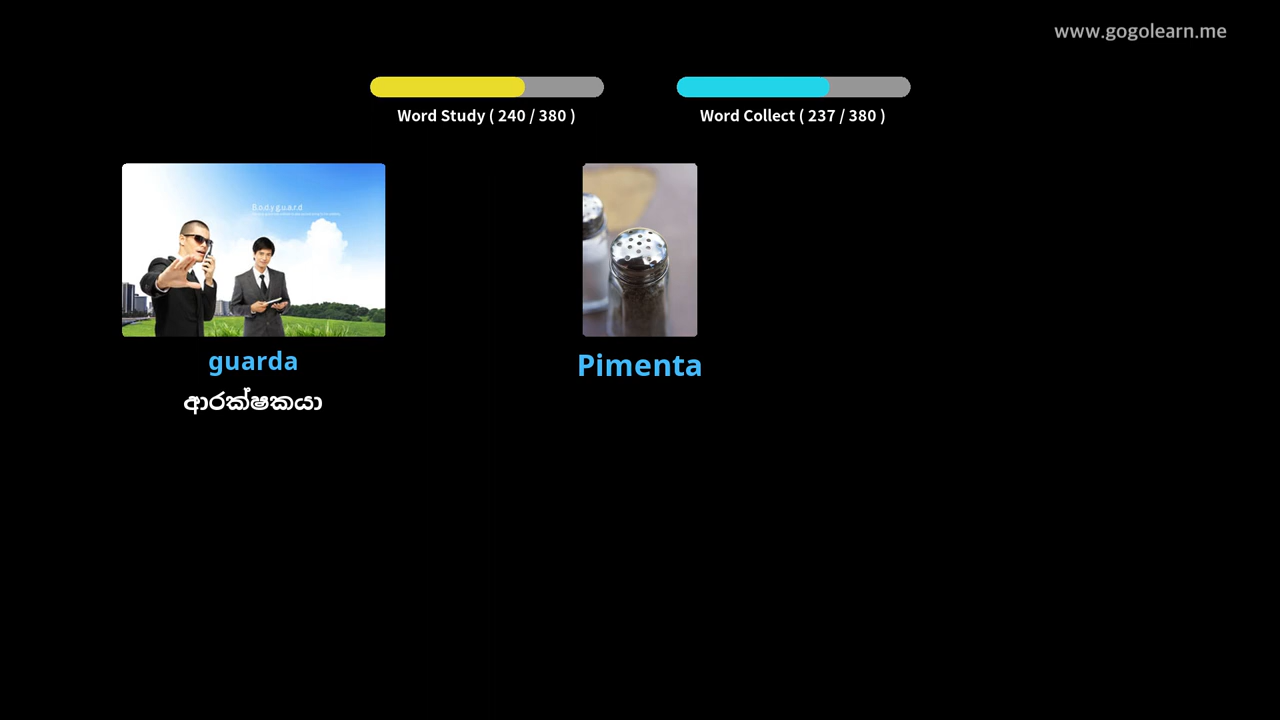 www.gogolearn.me
Word Study ( 240 / 380 )
Word Collect ( 237 / 380 )
Bodyguard
guarda
ආරක්ෂකයා
Pimenta